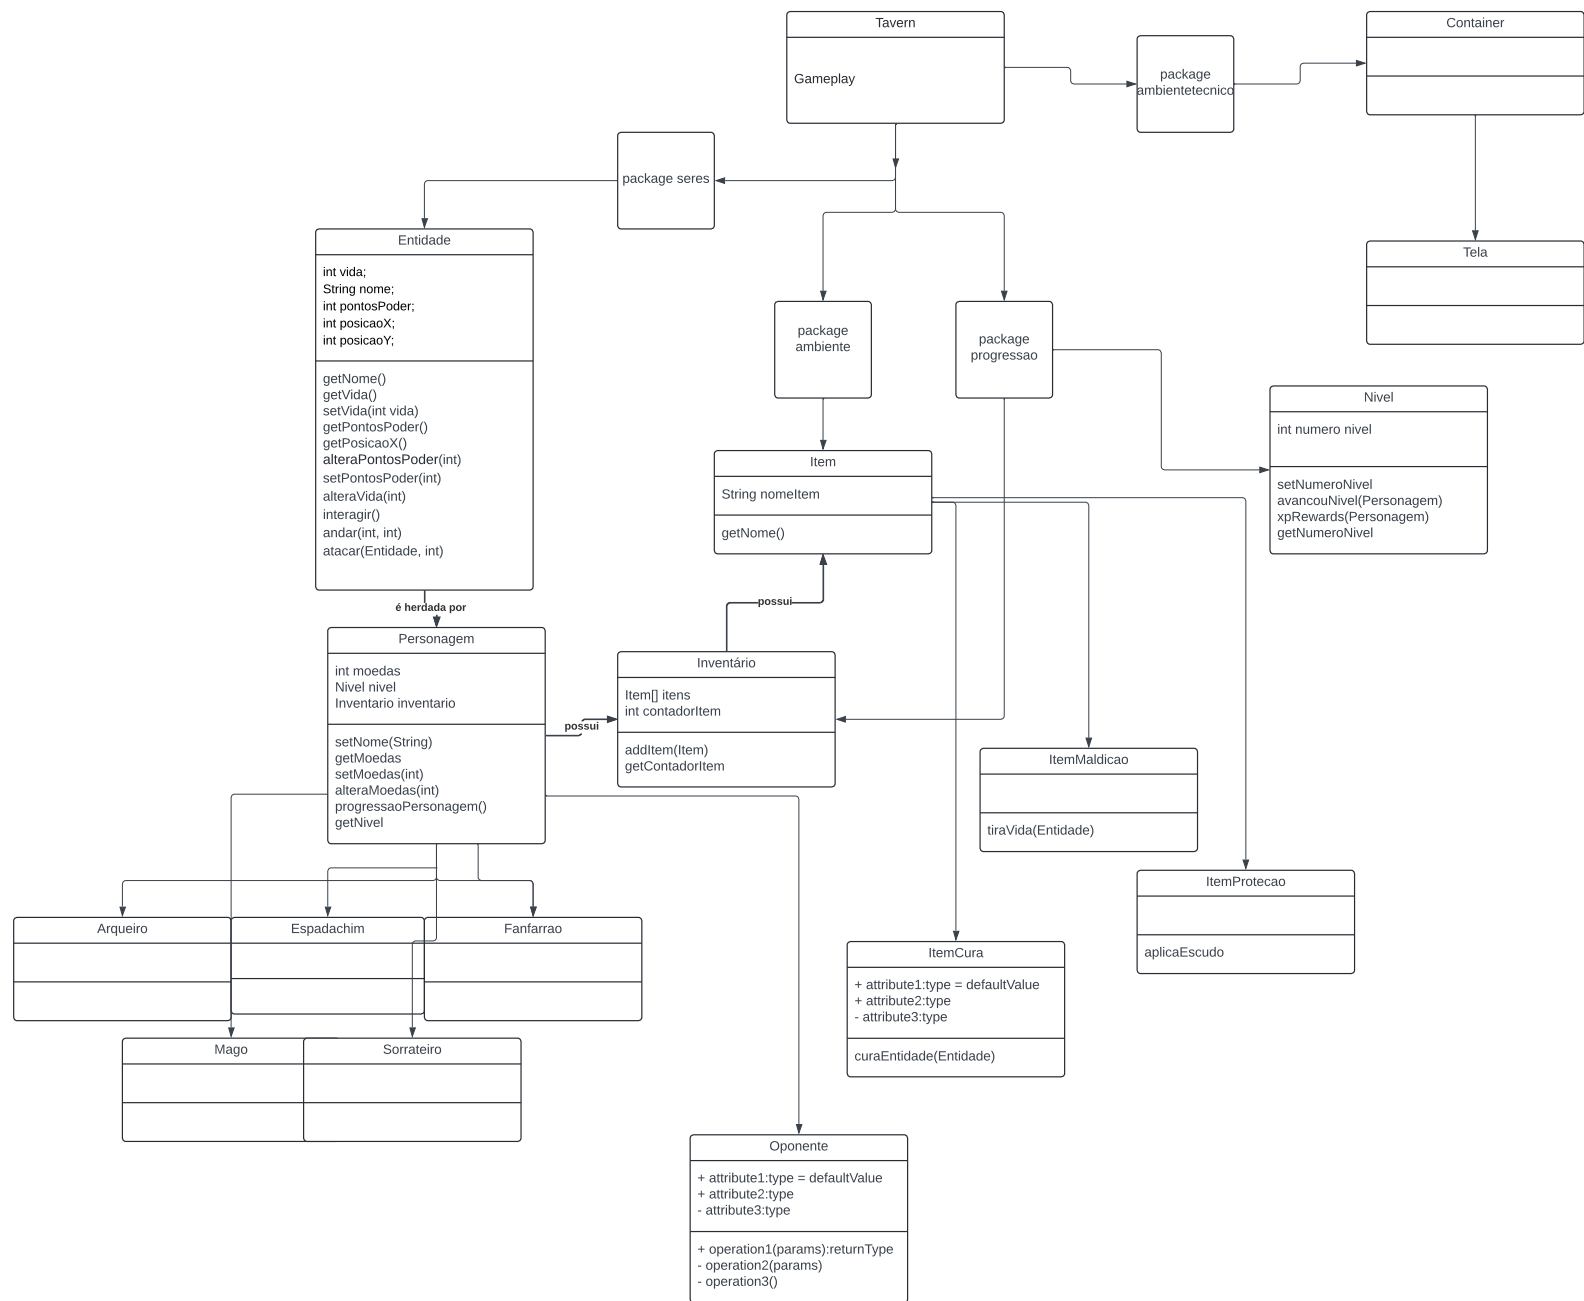 Tavern
Gameplay
package
ambientetecnico
Container
package seres
Entidade
int vida;
String nome;
int pontosPoder;
int posicaoX;
int posicaoY;
getNome()
getVida()
setVida(int vida)
getPontosPoder()
getPosicaoX()
alteraPontosPoder(int)
setPontosPoder(int)
alteraVida(int)
interagir()
andar(int, int)
atacar(Entidade, int)
Tela
package
ambiente
package
progressao
Nivel
int numero nivel
setNumeroNivel
avancouNivel(Personagem)
xpRewards(Personagem)
getNumeroNivel
Item
String nomeItem
getNome()
é herdada por
possui
Personagem
int moedas
Nivel nivel
Inventario inventario
setNome(String)
getMoedas
setMoedas(int)
alteraMoedas(int)
progressaoPersonagem()
getNivel
possui
Inventário
Item[] itens
int contadorItem
addItem(Item)
getContadorItem
ItemMaldicao
tiraVida(Entidade)
ItemProtecao
aplicaEscudo
Arqueiro
Espadachim
Fanfarrao
ItemCura
+ attribute1:type = defaultValue
+ attribute2:type
- attribute3:type
curaEntidade(Entidade)
Mago
Sorrateiro
Oponente
+ attribute1:type = defaultValue
+ attribute2:type
- attribute3:type
+ operation1(params):returnType
- operation2(params)
- operation3()